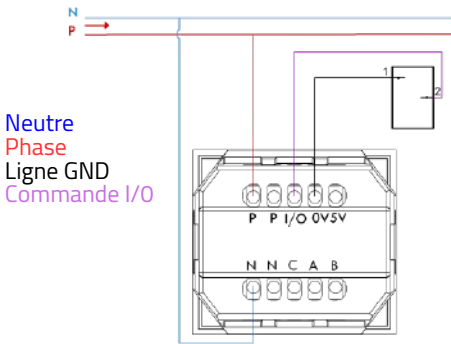 N
P
1
2
Neutre
Phase
Ligne GND
Commande I/O
P P I/O 0V 5V
N N C A B